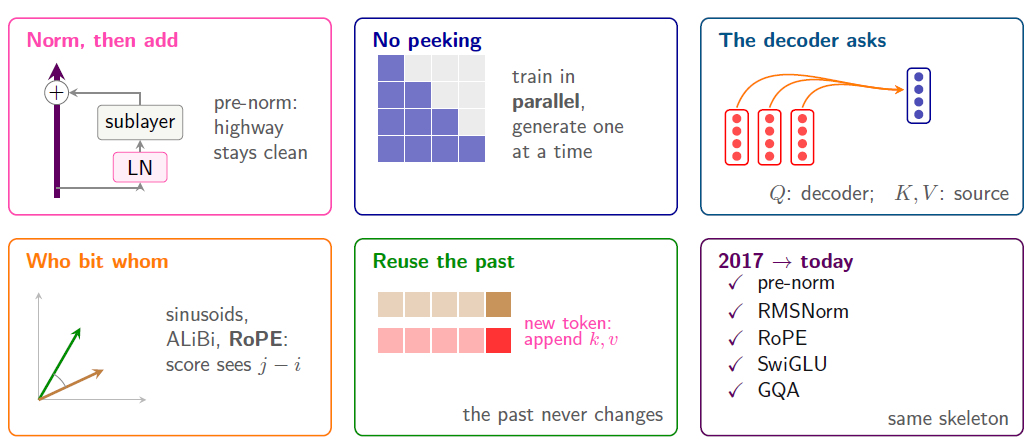 Norm, then add
+
sublayer
LN
pre-norm:
highway
stays clean
No peeking
train in
parallel,
generate one
at a time
The decoder asks
Q: decoder; K, V: source
Who bit whom
sinusoids,
ALiBi, RoPE:
score sees j − i
Reuse the past
new token:
append k, v
the past never changes
2017 → today
✓ pre-norm
✓ RMSNorm
✓ RoPE
✓ SwiGLU
✓ GQA
same skeleton